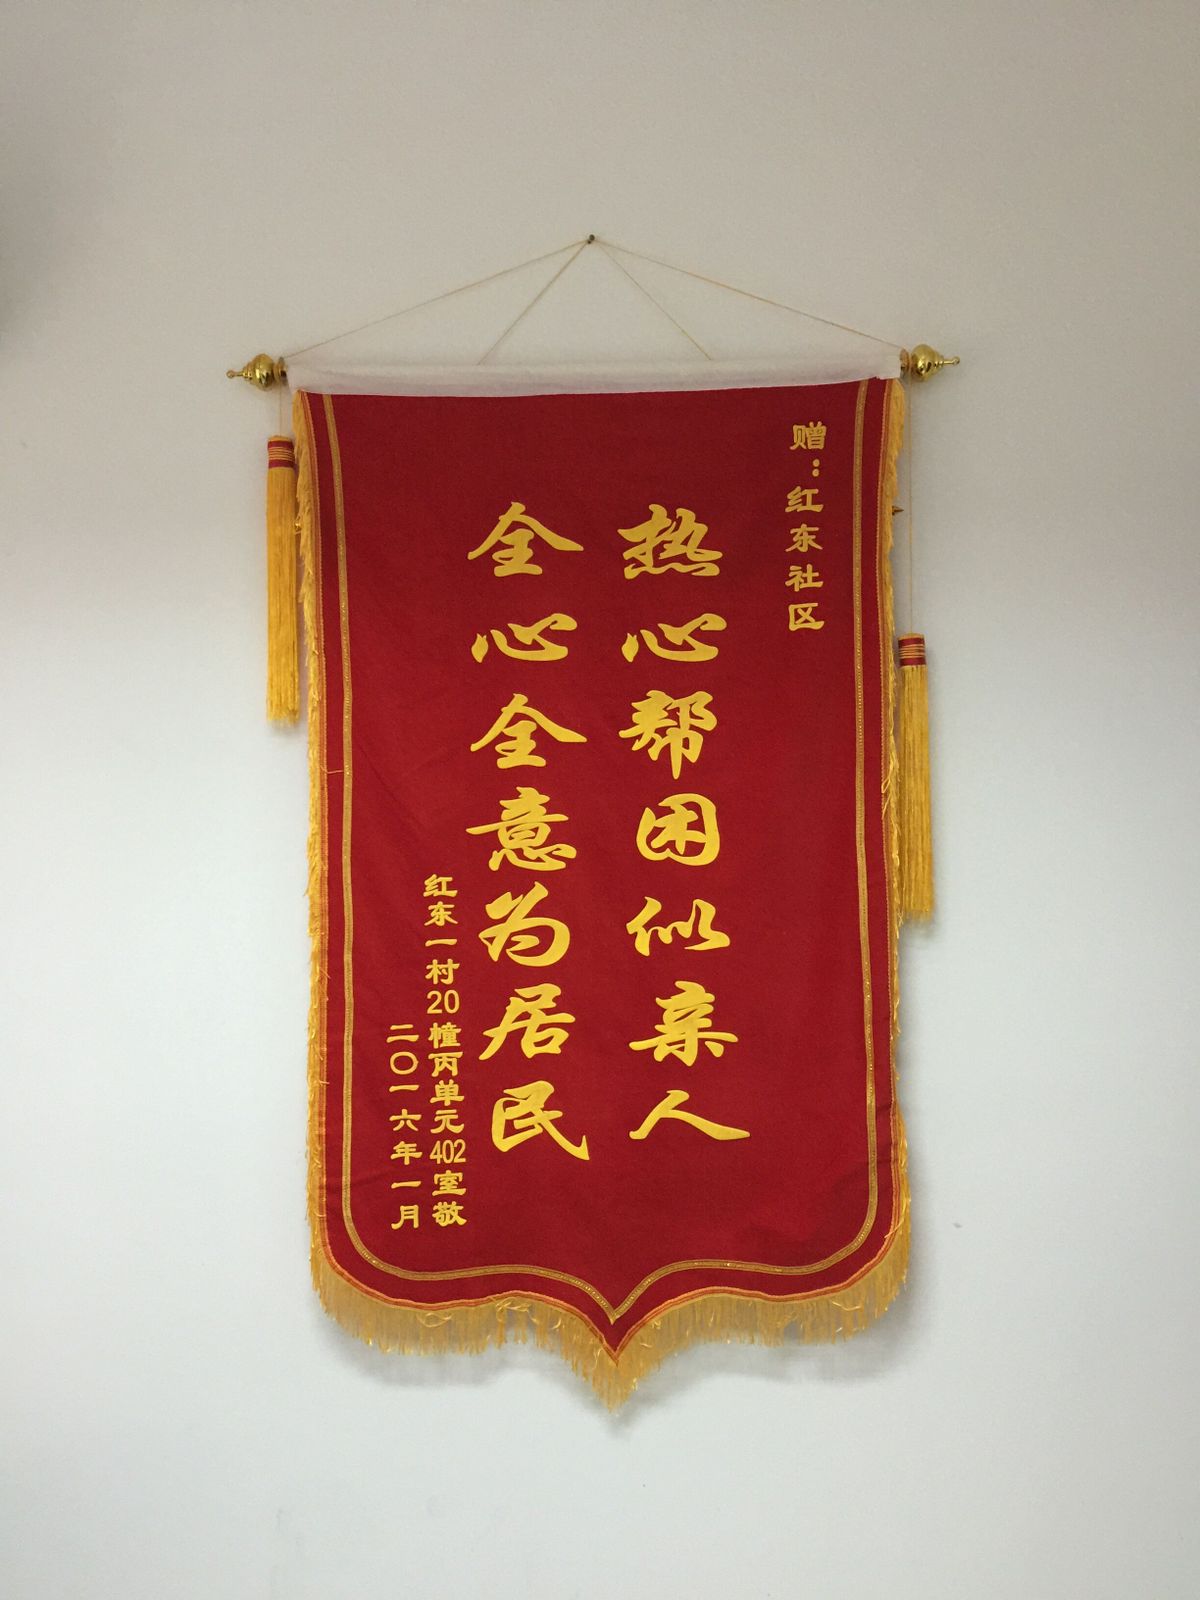 赠：红东社区
热心帮困似亲人
全心全意为居民
红东一村20幢丙单元402室敬
二〇一六年一月